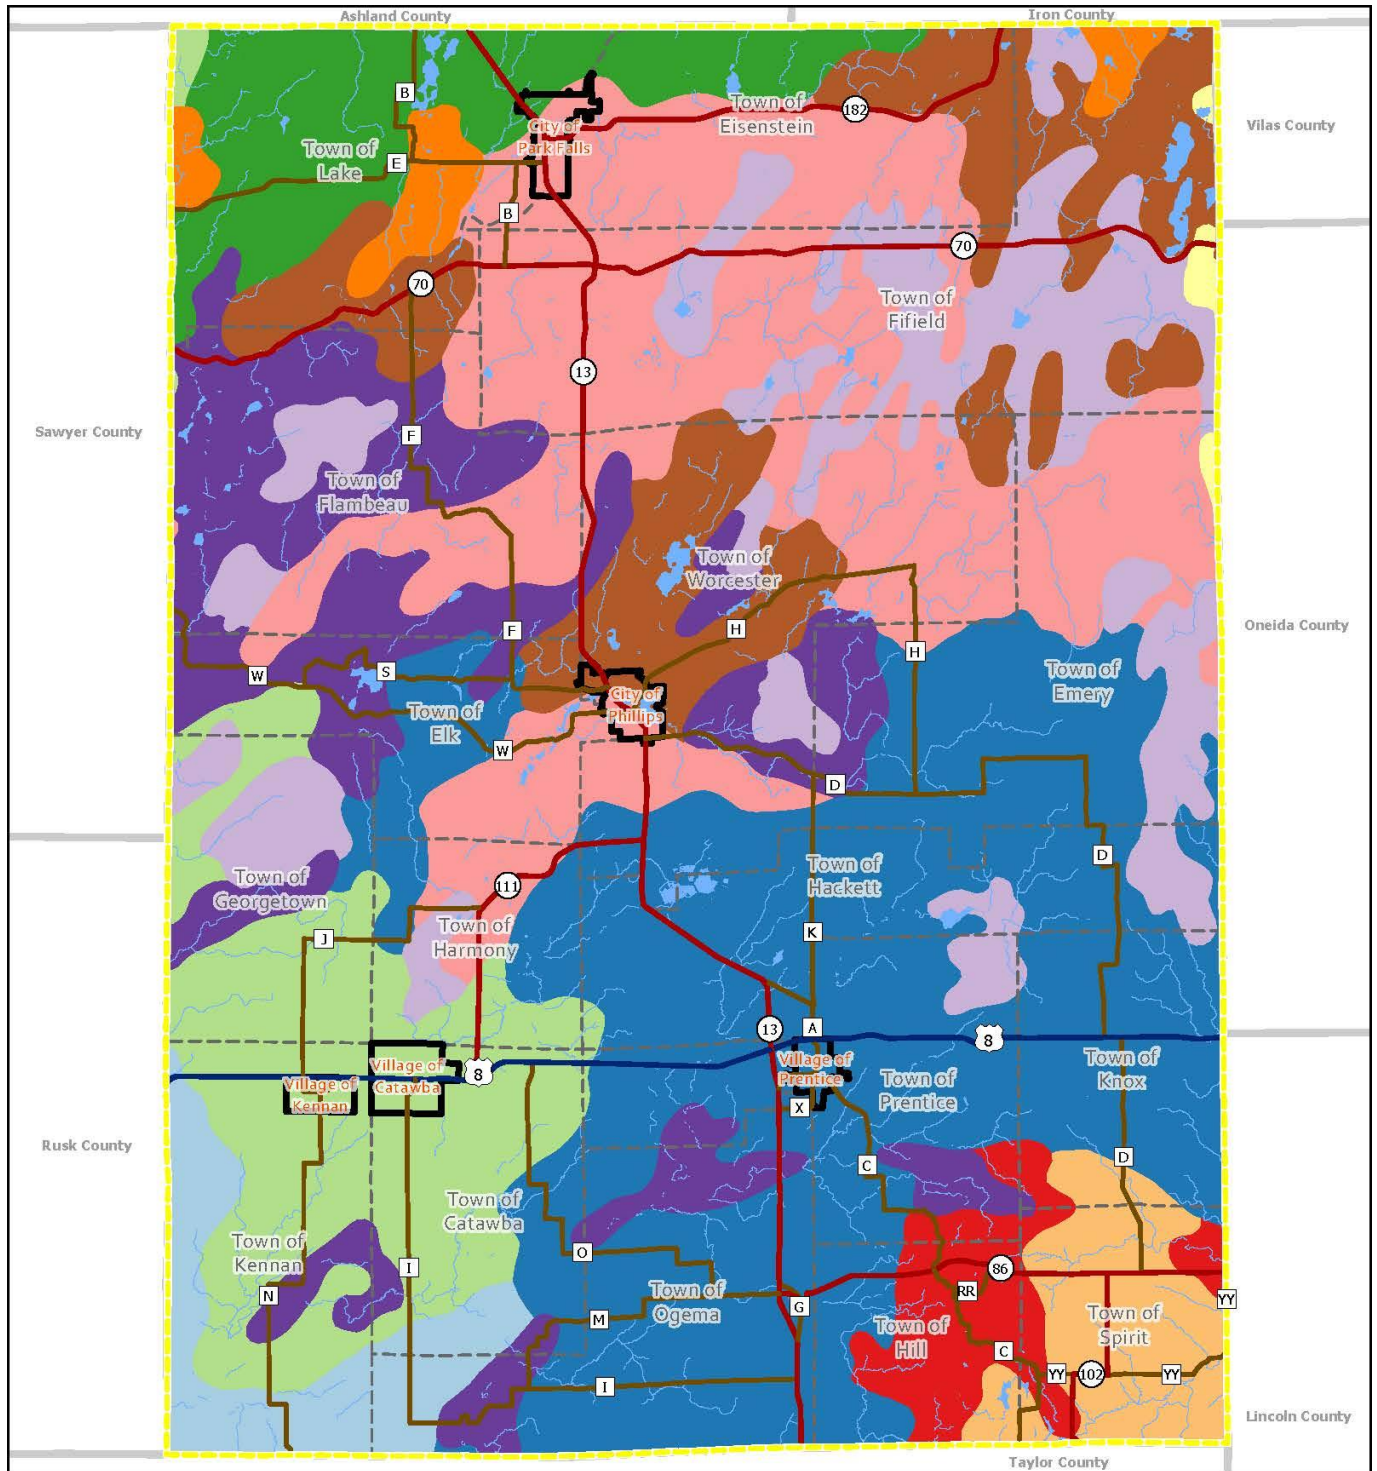 Ashland County
Iron County
B
182
Town of
Eisenstein
City of
Park Falls
Vilas County
Town of
Lake
E
B
70
70
Town of
Fifield
13
Sawyer County
F
Town of
Flambeau
Town of
Worcester
F
H
H
Oneida County
W
S
Town of
Emery
City of
Phillips
Town of
Elk
W
D
D
Town of
Hackett
111
Town of
Georgetown
Town of
Harmony
J
K
A
13
8
Village of
Catawba
8
Village of
Prentice
Town of
Knox
Village of
Kennan
Town of
Prentice
X
Rusk County
D
C
Town of
Catawba
Town of
Kennan
O
I
86
N
Town of
Ogema
RR
YY
G
M
Town of
Hill
Town of
Spirit
C
YY
102
YY
I
Lincoln County
Taylor County